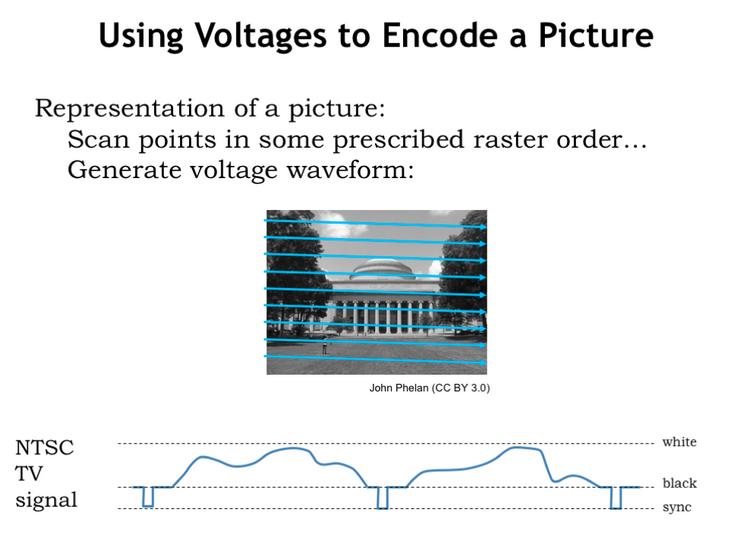 Using Voltages to Encode a Picture
Representation of a picture:
Scan points in some prescribed raster order…
Generate voltage waveform:
John Phelan (CC BY 3.0)
NTSC
TV
signal
white
black
sync